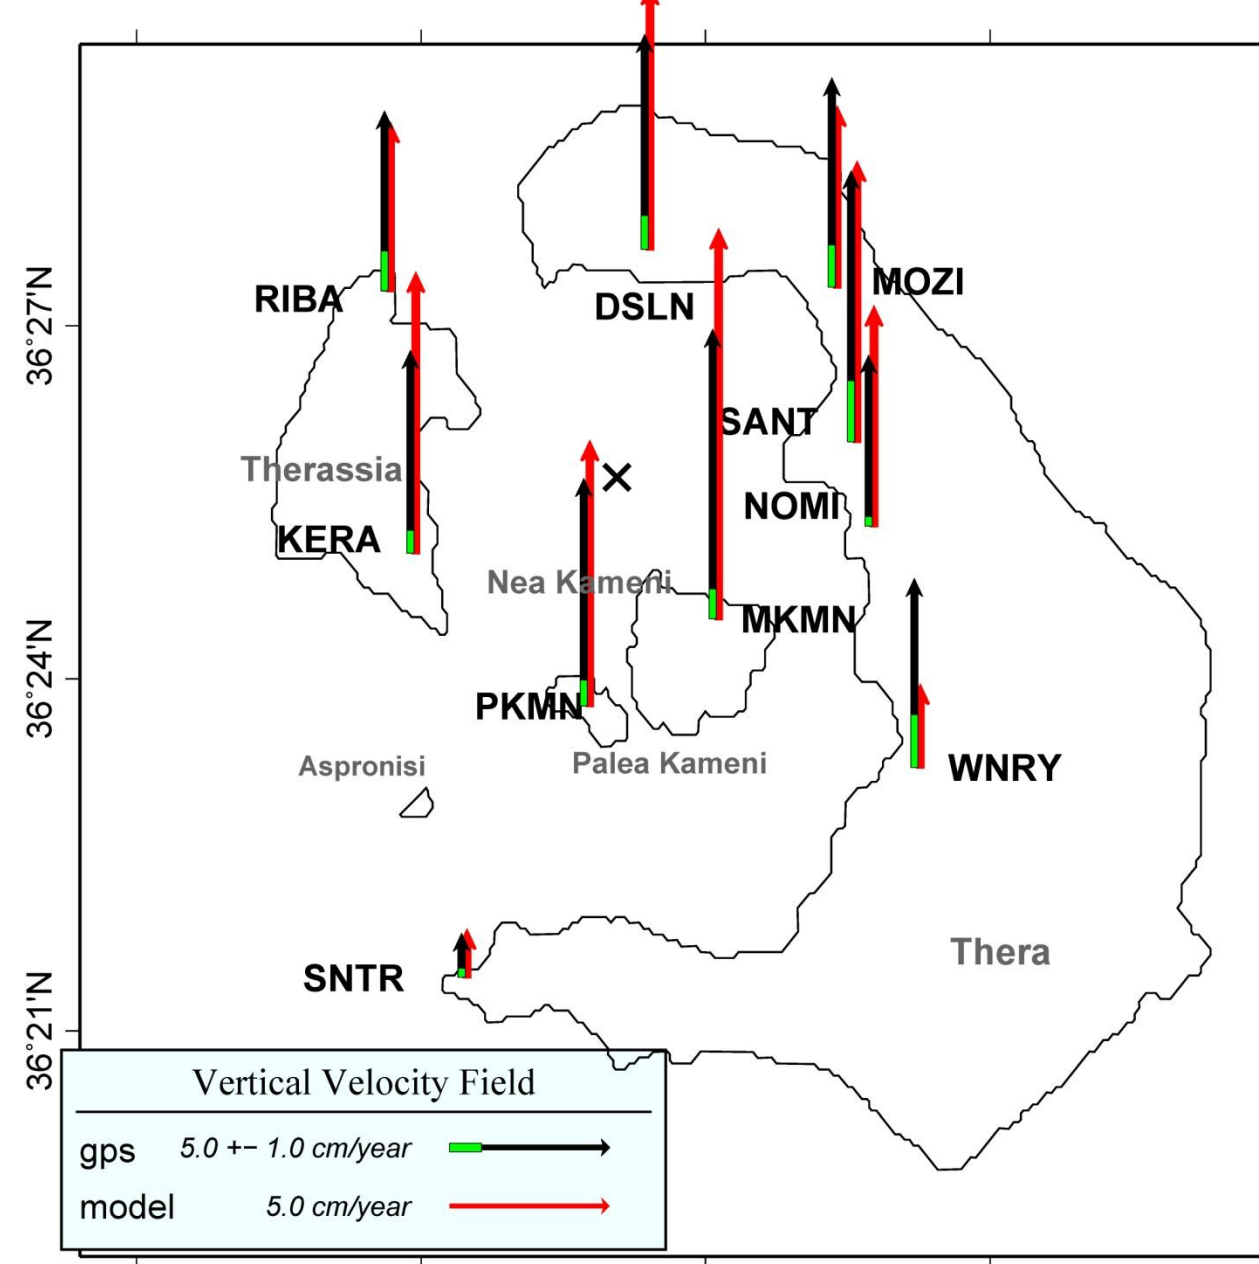 RIBA
DSLN
MOZI
36°27'N
SANT
Therassia
NOMI
KERA
Nea Kameni
MKMN
36°24'N
PKMN
Aspronisi
Palea Kameni
WNRY
Thera
SNTR
36°21'N
Vertical Velocity Field
gps 5.0 +− 1.0 cm/year
model 5.0 cm/year